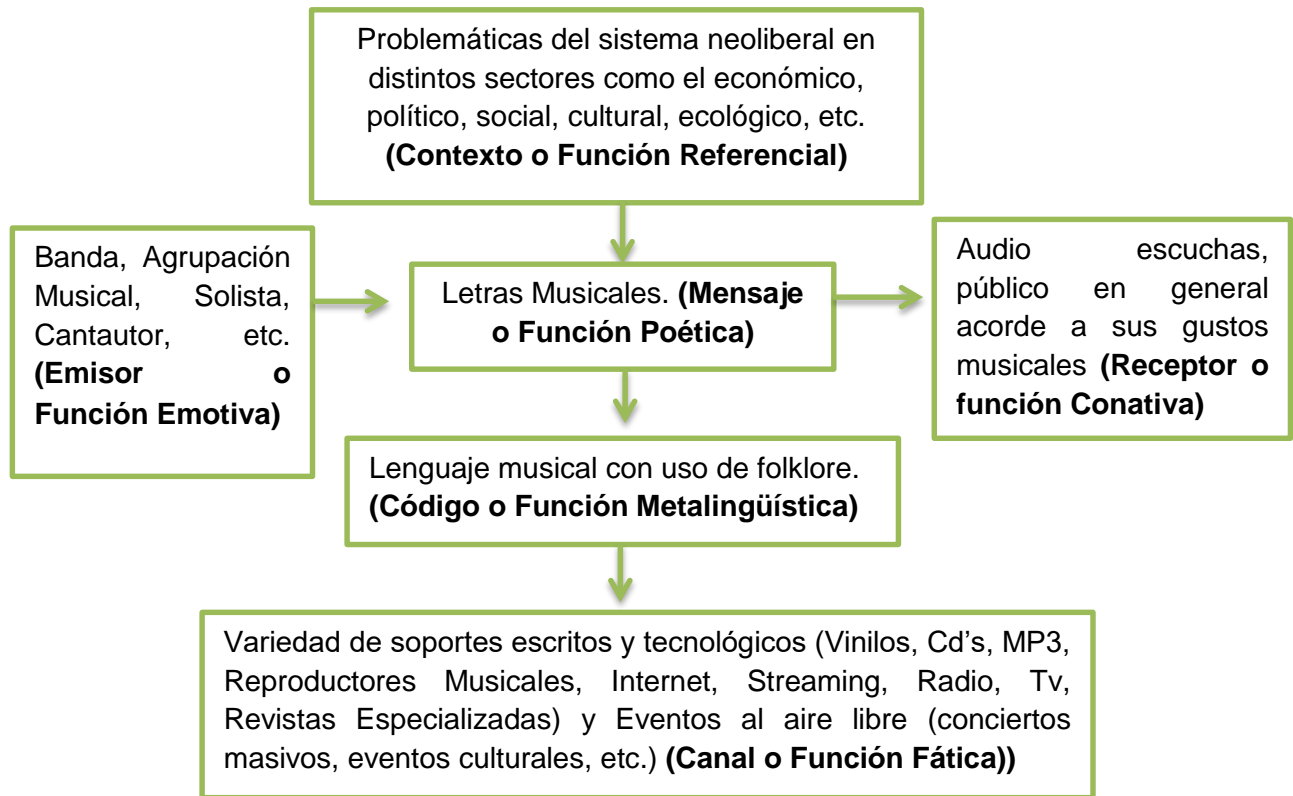 Problemáticas del sistema neoliberal en
distintos sectores como el económico,
político, social, cultural, ecológico, etc.
(Contexto o Función Referencial)
Banda, Agrupación
Musical, Solista,
Cantautor, etc.
(Emisor o
Función Emotiva)
Letras Musicales. (Mensaje
o Función Poética)
Audio escuchas,
público en general
acorde a sus gustos
musicales (Receptor o
función Conativa)
Lenguaje musical con uso de folklore.
(Código o Función Metalingüística)
Variedad de soportes escritos y tecnológicos (Vinilos, Cd’s, MP3,
Reproductores Musicales, Internet, Streaming, Radio, Tv,
Revistas Especializadas) y Eventos al aire libre (conciertos
masivos, eventos culturales, etc.) (Canal o Función Fática))